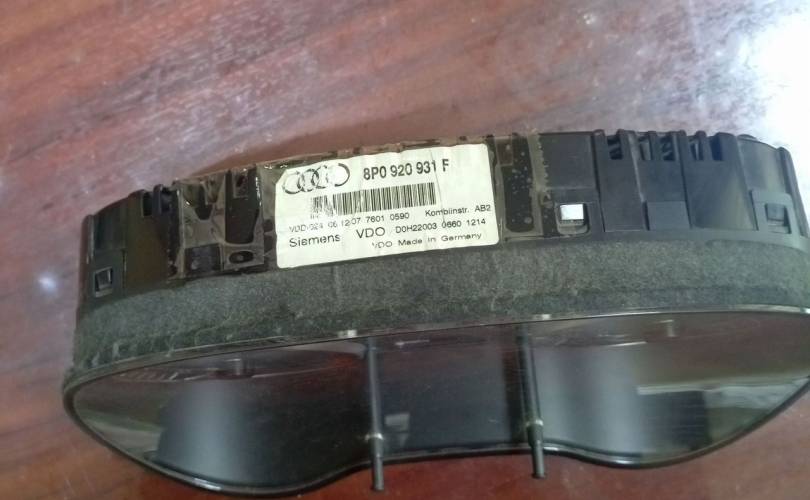 8P0 920 931 F
VDD-024 06.12.07 7601 0590 Kombiinstr. AB2
Siemens VDO D0H22003 0660 1214
VDO Made in Germany